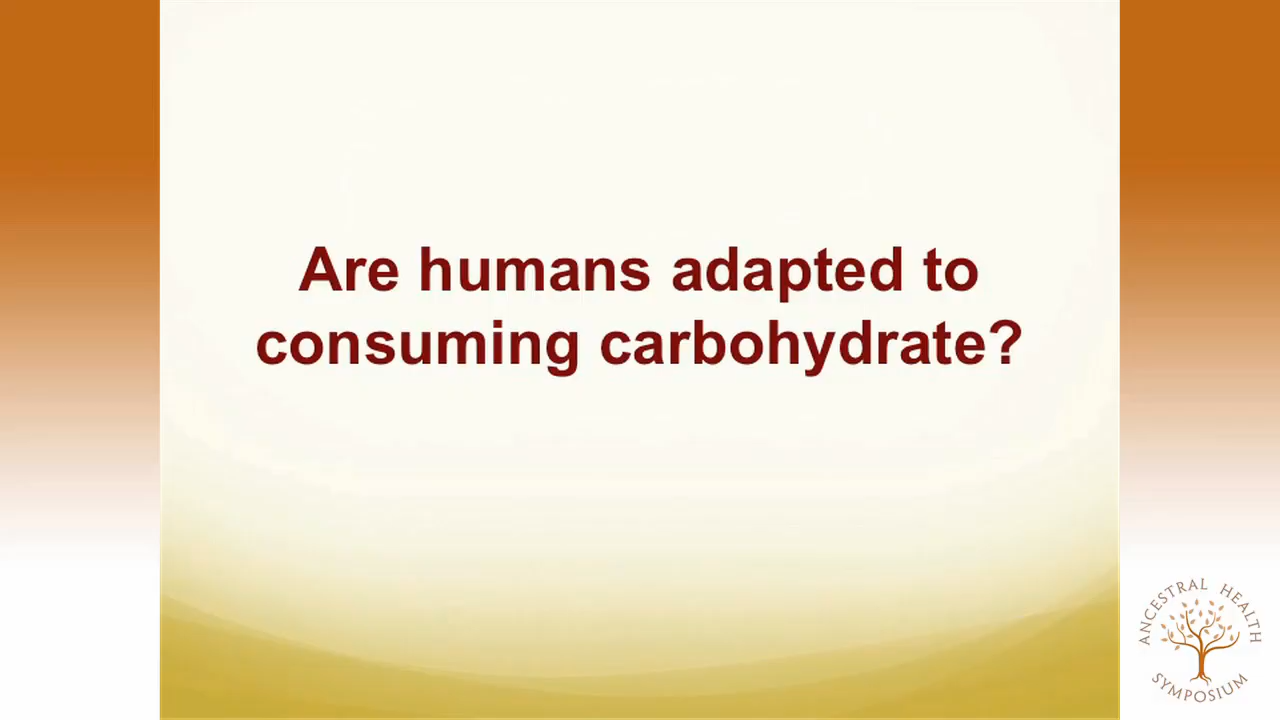 Are humans adapted to
consuming carbohydrate?
ANCESTRAL HEALTH
SYMPOSIUM